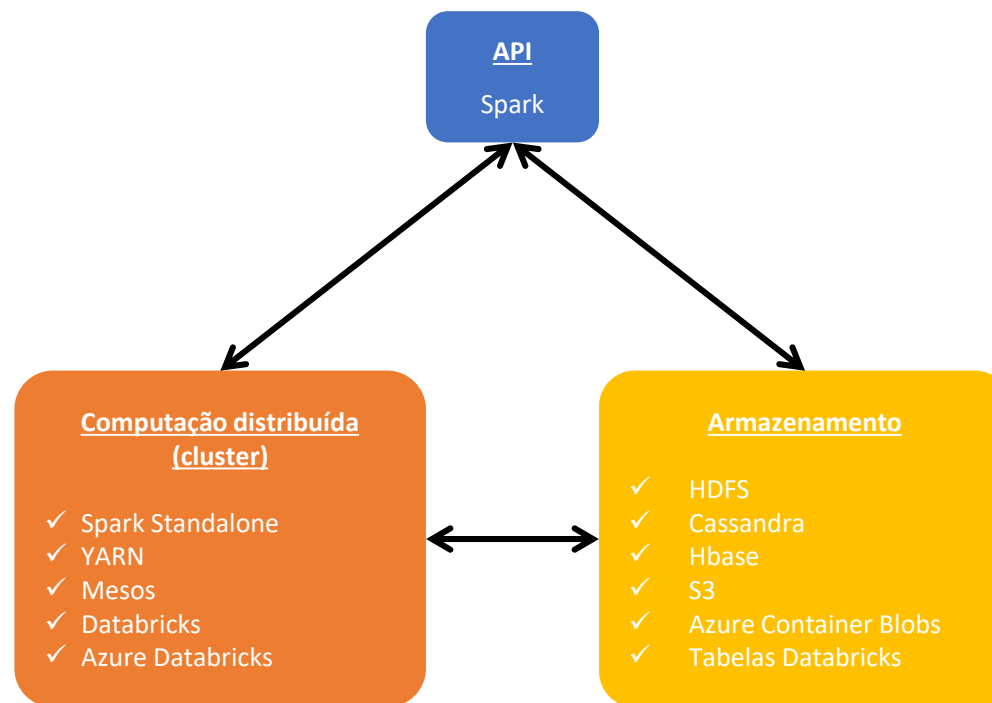 API
Spark
Computação distribuída
(cluster)
✓ Spark Standalone
✓ YARN
✓ Mesos
✓ Databricks
✓ Azure Databricks
Armazenamento
✓ HDFS
✓ Cassandra
✓ Hbase
✓ S3
✓ Azure Container Blobs
✓ Tabelas Databricks